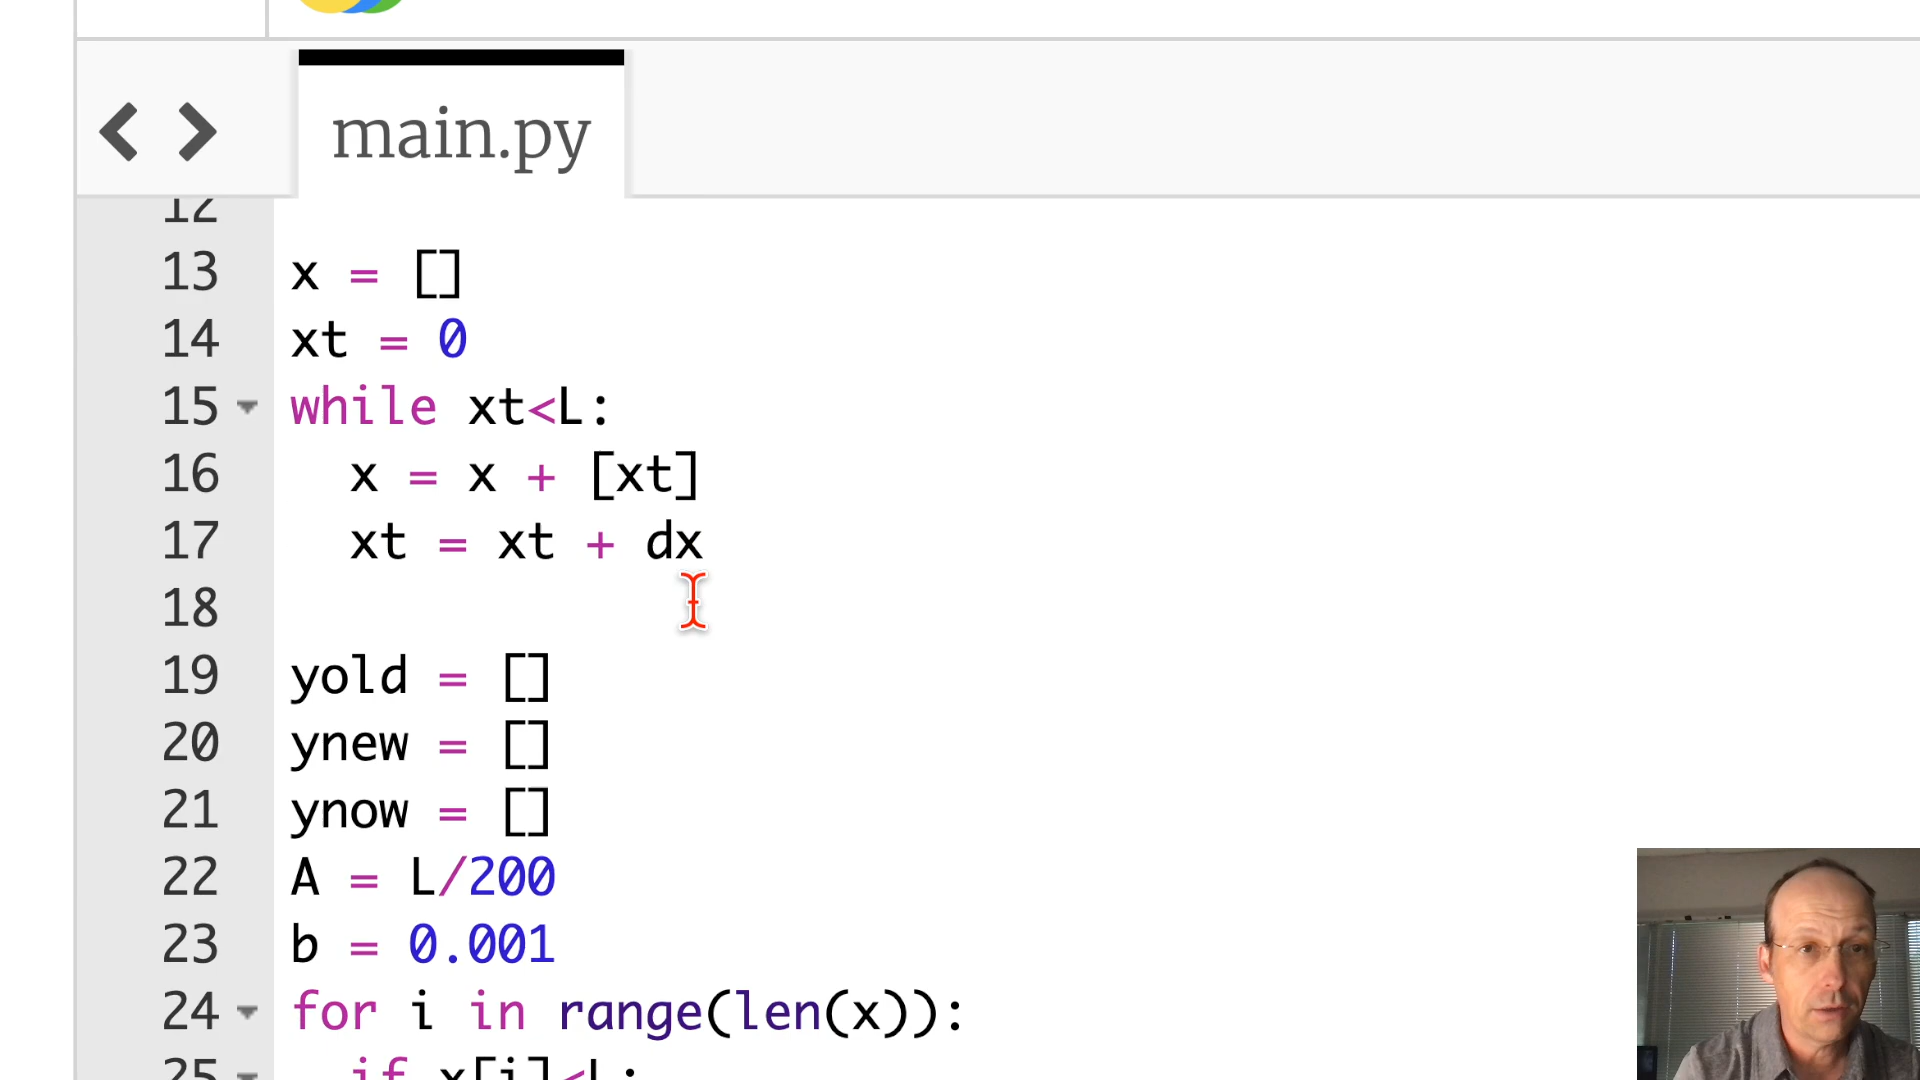 main.py
12
13 x = []
14 xt = 0
15 while xt<L:
16 x = x + [xt]
17 xt = xt + dx
18
19 yold = []
20 ynew = []
21 ynow = []
22 A = L/200
23 b = 0.001
24 for i in range(len(x)):
25 if x[i]<L: